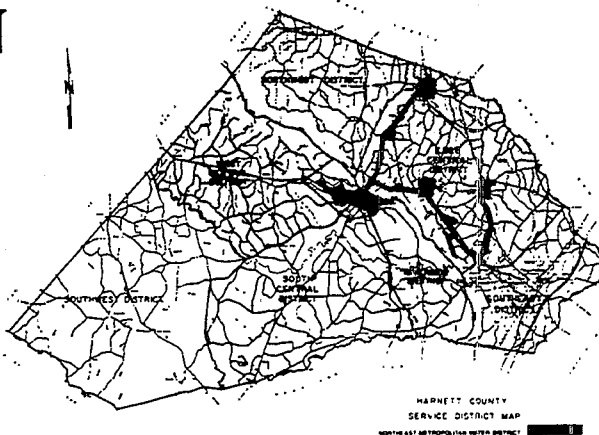 N
NORTHWEST DISTRICT
EAST
CENTRAL
DISTRICT
SOUTH
CENTRAL
DISTRICT
SOUTHWEST DISTRICT
SOUTHEAST
DISTRICT
HARNETT COUNTY
SERVICE DISTRICT MAP
NORTHEAST METROPOLITAN WATER DISTRICT